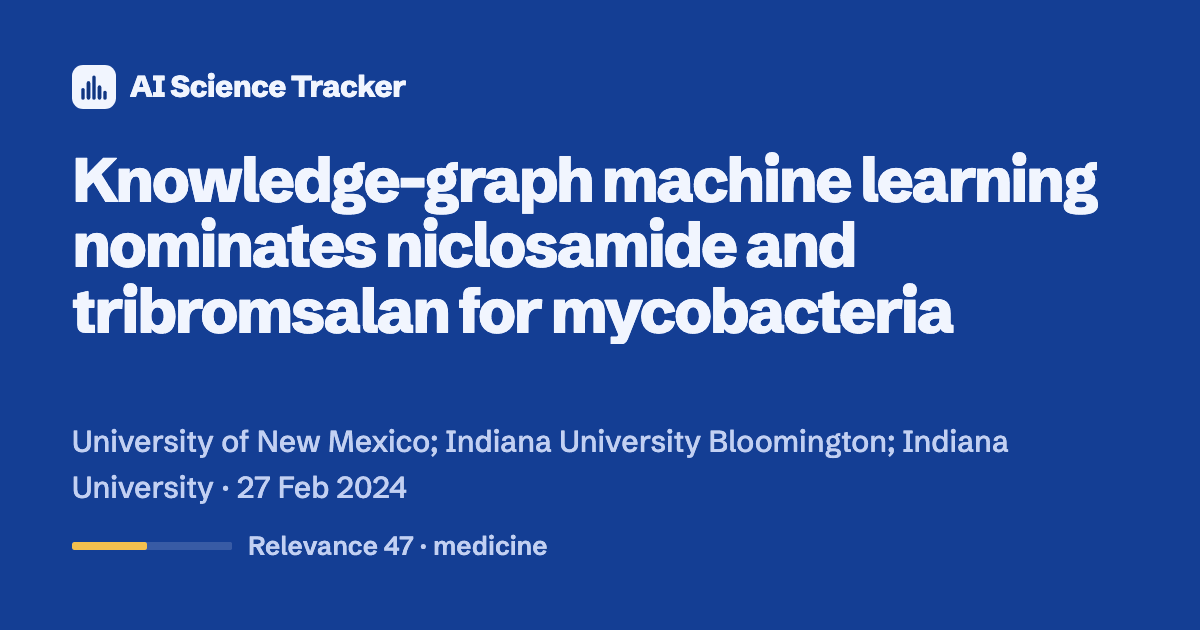 AI Science Tracker
Knowledge-graph machine learning
nominates niclosamide and
tribromsalan for mycobacteria
University of New Mexico; Indiana University Bloomington; Indiana
University · 27 Feb 2024
Relevance 47 · medicine